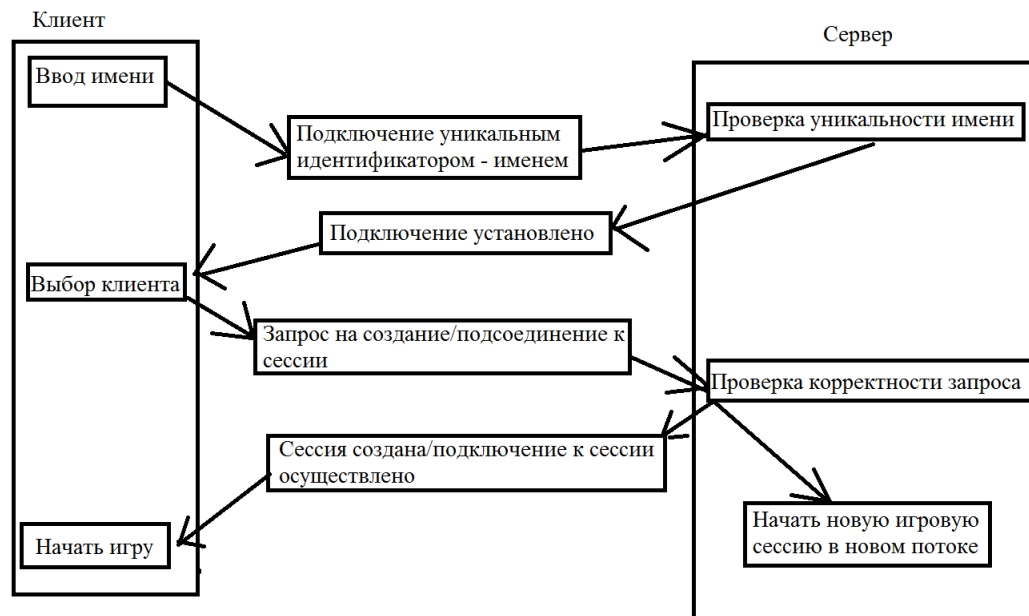 Клиент
Сервер
Ввод имени
Подключение уникальным
идентификатором - именем
Проверка уникальности имени
Подключение установлено
Выбор клиента
Запрос на создание/подсоединение к
сессии
Проверка корректности запроса
Сессия создана/подключение к сессии
осуществлено
Начать игру
Начать новую игровую
сессию в новом потоке